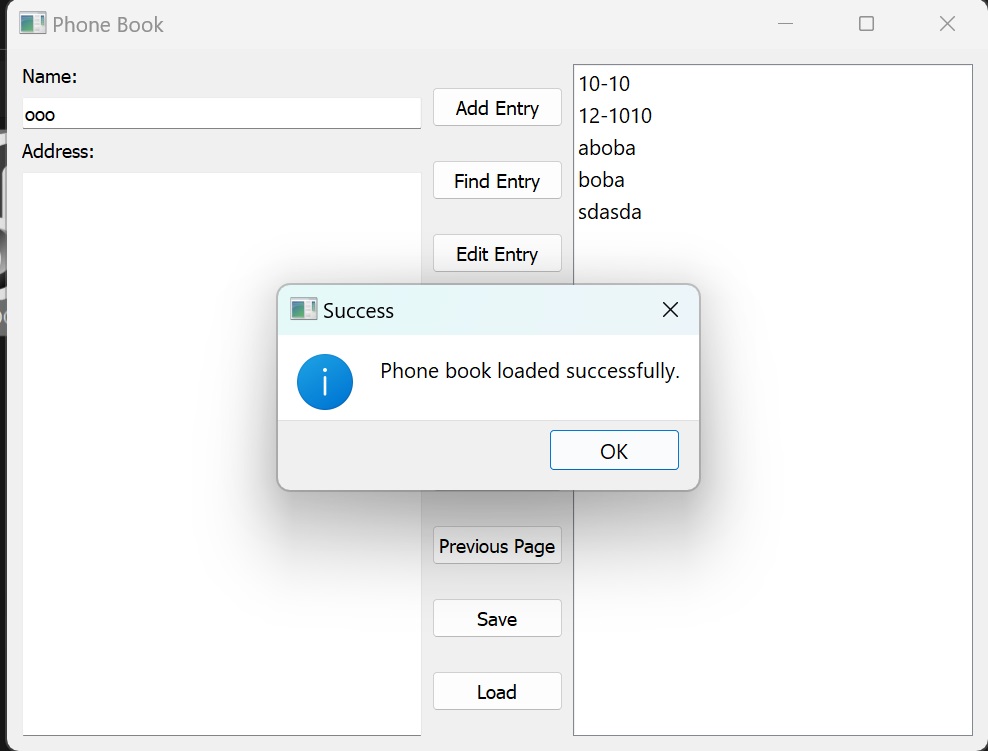 Phone Book
Name:
ooo
Address:
Add Entry
Find Entry
Edit Entry
Previous Page
Save
Load
10-10
12-1010
aboba
boba
sdasda
Success
Phone book loaded successfully.
OK